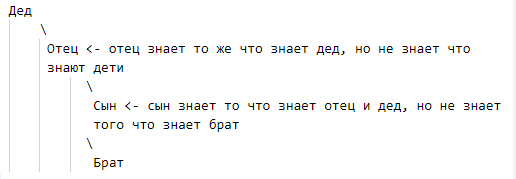 Дед
\
Отец <- отец знает то же что знает дед, но не знает что
знают дети
\
Сын <- сын знает то что знает отец и дед, но не знает
того что знает брат
\
Брат